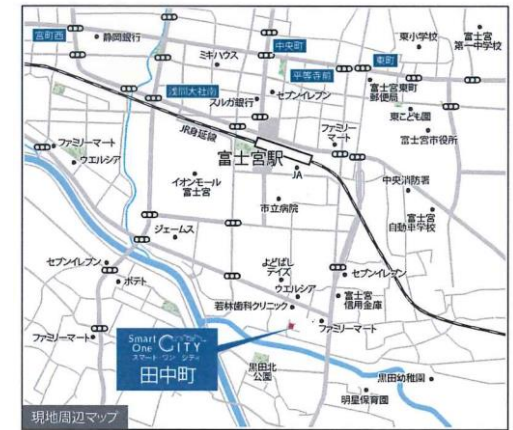 宮町西
静岡銀行
ミキハウス
中央町
東小学校
富士宮
第一中学校
東町
平等寺前
浅間大社南
スルガ銀行
セブンイレブン
富士宮東町
郵便局
東こども園
JR身延線
ファミリー
マート
富士宮市役所
富士宮駅
JA
ファミリーマート
ウエルシア
イオンモール
富士宮
中央消防署
市立病院
富士宮
自動車学校
ジェームス
セブンイレブン
ポテト
よどばし
デイズ
セブンイレブン
ウエルシア
富士宮
信用金庫
若林歯科クリニック
ファミリーマート
ファミリーマート
Smart
One CITY
スマート ワン シティ
田中町
黒田北
公園
黒田幼稚園
明星保育園
現地周辺マップ